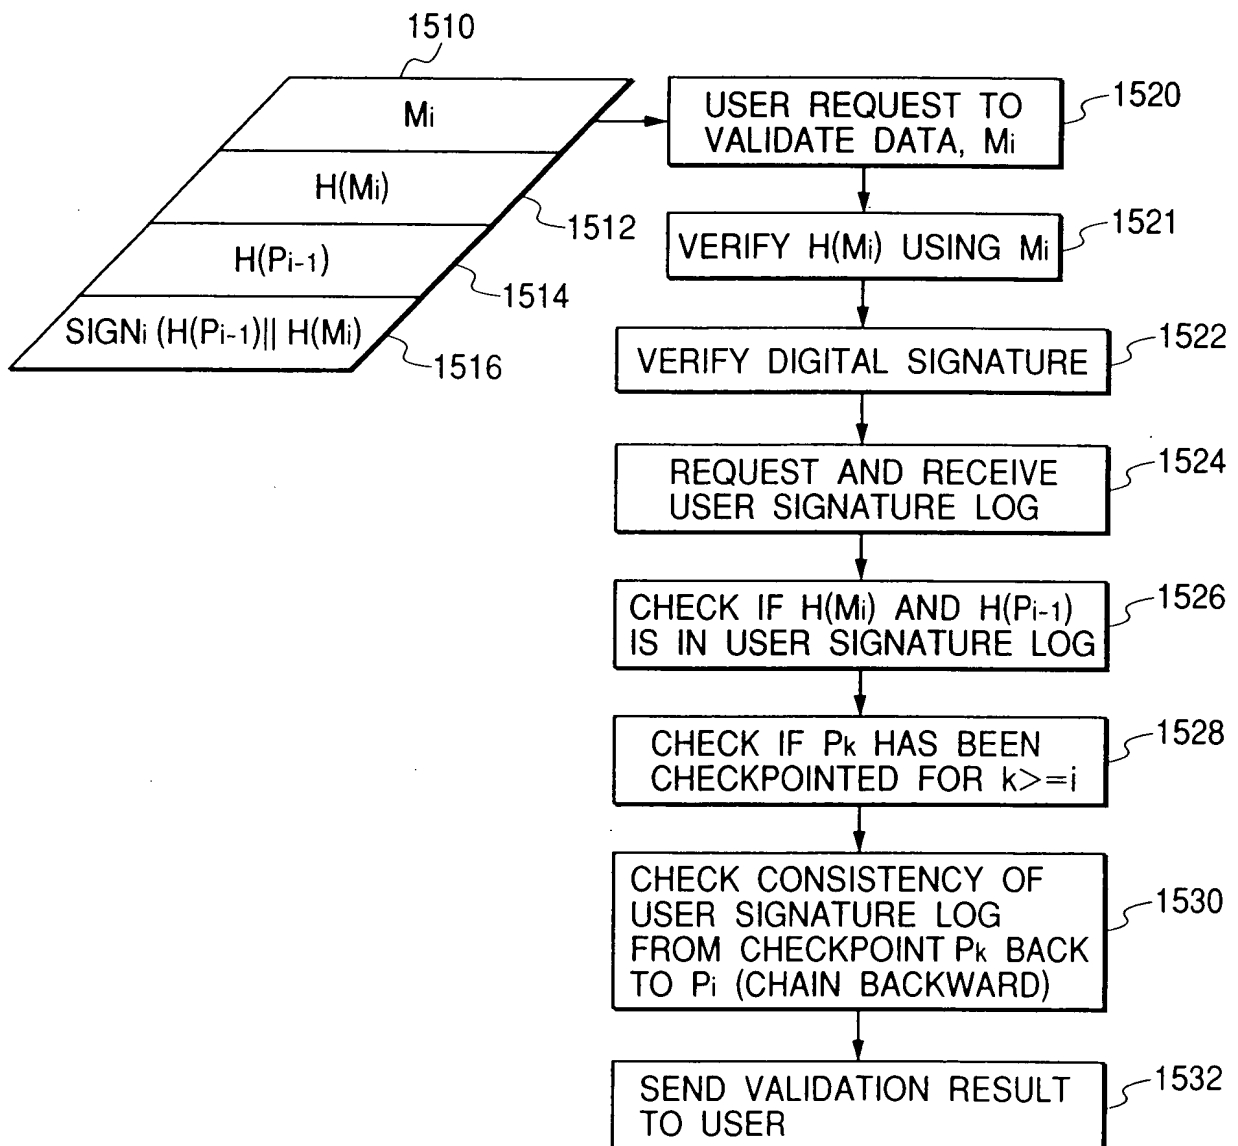 1510
Mi
H(Mi)
1512
H(Pi-1)
1514
SIGNi (H(Pi-1)|| H(Mi)
1516
USER REQUEST TO
VALIDATE DATA, Mi
1520
VERIFY H(Mi) USING Mi
1521
VERIFY DIGITAL SIGNATURE
1522
REQUEST AND RECEIVE
USER SIGNATURE LOG
1524
CHECK IF H(Mi) AND H(Pi-1)
IS IN USER SIGNATURE LOG
1526
CHECK IF Pk HAS BEEN
CHECKPOINTED FOR k>=i
1528
CHECK CONSISTENCY OF
USER SIGNATURE LOG
FROM CHECKPOINT Pk BACK
TO Pi (CHAIN BACKWARD)
1530
SEND VALIDATION RESULT
TO USER
1532